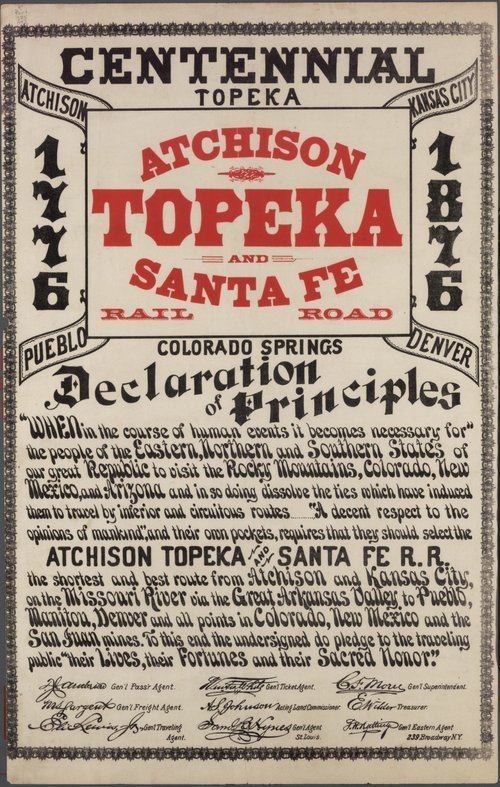 CENTENNIAL
TOPEKA
ATCHISON
KANSAS CITY
1776
1876
ATCHISON
TOPEKA
AND
SANTA FE
RAIL ROAD
PUEBLO
DENVER
COLORADO SPRINGS
Declaration
of Principles
"WHEN in the course of human events it becomes necessary for"
the people of the Eastern, Northern and Southern States of
our great Republic to visit the Rocky Mountains, Colorado, New
Mexico, and Arizona and in so doing dissolve the ties which have induced
them to travel by inferior and circuitous routes......."A decent respect to the
opinions of mankind", and their own pockets, requires that they should select the
ATCHISON TOPEKA AND SANTA FE R. R.
the shortest and best route from Atchison and Kansas City,
on the Missouri River via the Great Arkansas Valley to Pueblo,
Manitou, Denver and all points in Colorado, New Mexico and the
San Juan mines. To this end the undersigned do pledge to the traveling
public "their Lives, their Fortunes and their Sacred Honor."
Gen'l Pass'r Agent. Gen'l Ticket Agent. Gen'l Superintendent.
Gen'l Freight Agent. A.S. Johnson Acting Land Commissioner. Treasurer.
Gen'l Traveling Agent. Gen'l Agent St. Louis. Gen'l Eastern Agent
239 Broadway N.Y.